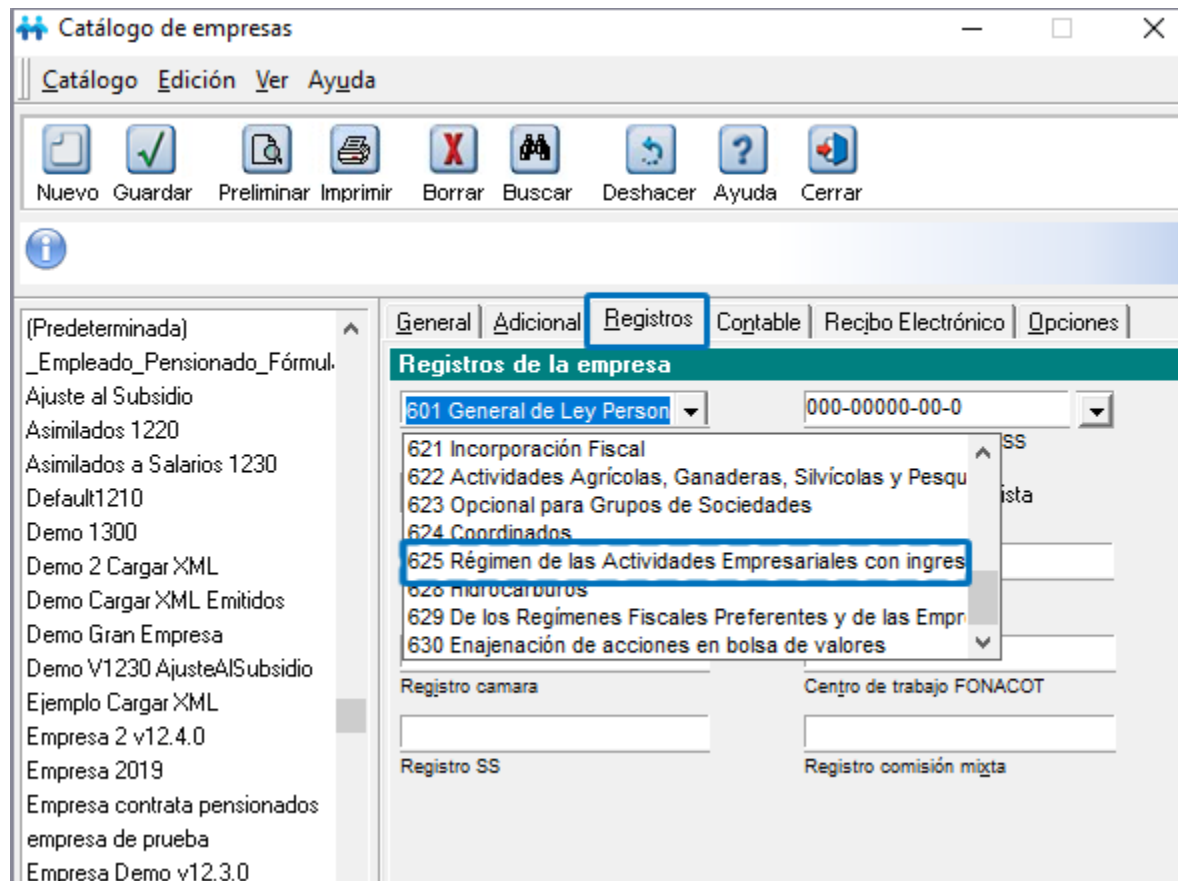 Catálogo de empresas
Catálogo Edición Ver Ayuda
Nuevo Guardar Preliminar Imprimir Borrar Buscar Deshacer Ayuda Cerrar
(Predeterminada)
_Empleado_Pensionado_Fórmul
Ajuste al Subsidio
Asimilados 1220
Asimilados a Salarios 1230
Default1210
Demo 1300
Demo 2 Cargar XML
Demo Cargar XML Emitidos
Demo Gran Empresa
Demo V1230 AjusteAlSubsidio
Ejemplo Cargar XML
Empresa 2 v12.4.0
Empresa 2019
Empresa contrata pensionados
empresa de prueba
Empresa Demo v12.3.0
General Adicional Registros Contable Recibo Electrónico Opciones
Registros de la empresa
601 General de Ley Person 000-00000-00-0
SS
ista
621 Incorporación Fiscal
622 Actividades Agrícolas, Ganaderas, Silvícolas y Pesqu
623 Opcional para Grupos de Sociedades
624 Coordinados
625 Régimen de las Actividades Empresariales con ingres
628 Hidrocarburos
629 De los Regímenes Fiscales Preferentes y de las Empr
630 Enajenación de acciones en bolsa de valores
Registro camara Centro de trabajo FONACOT
Registro SS Registro comisión mixta